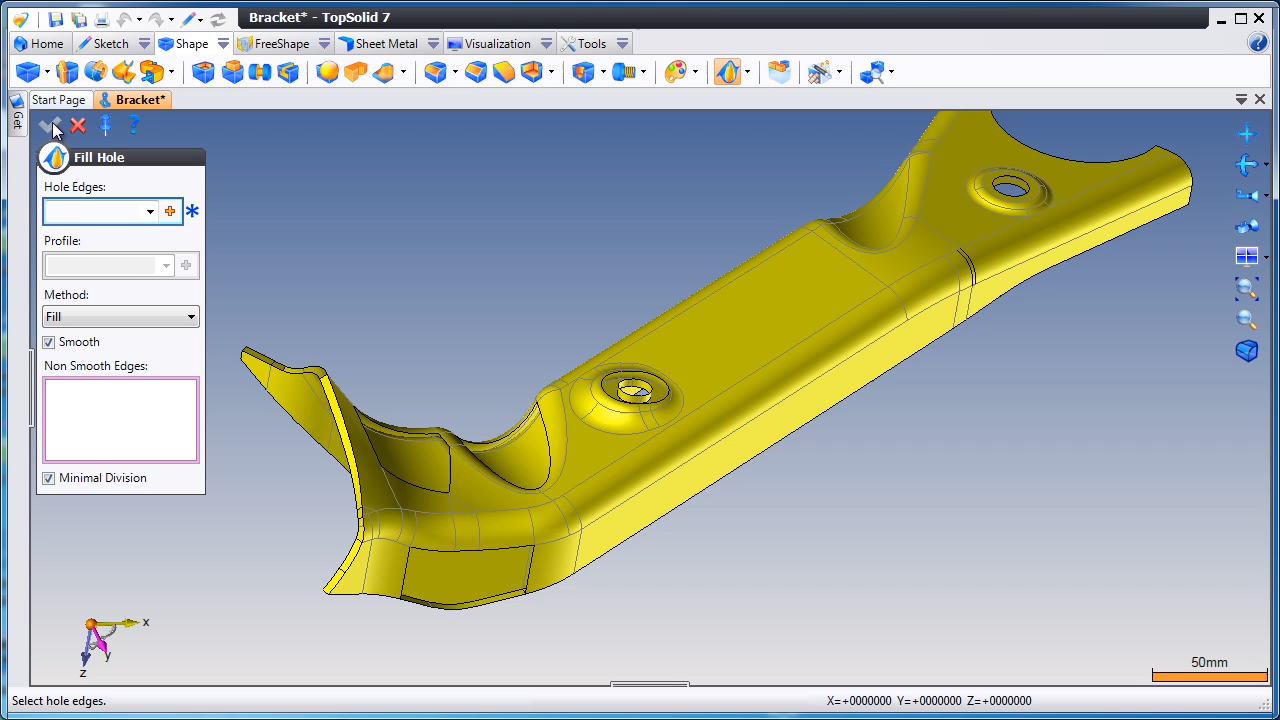 Bracket* - TopSolid 7
Home Sketch Shape FreeShape Sheet Metal Visualization Tools
Start Page Bracket*
Get
Fill Hole
Hole Edges:
Profile:
Method:
Fill
Smooth
Non Smooth Edges:
Minimal Division
x
y
z
50mm
Select hole edges.
X=+0000000 Y=+0000000 Z=+0000000